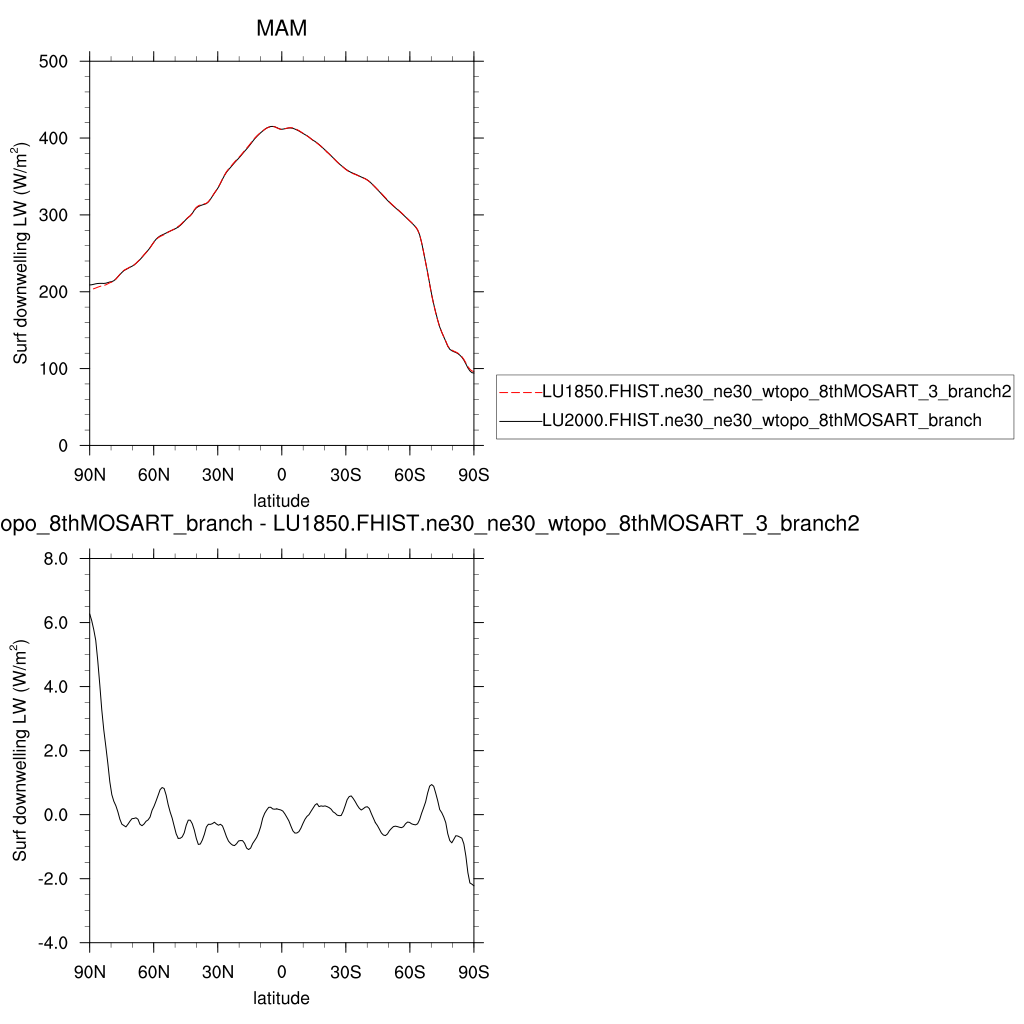 MAM
500
400
300
200
100
0
Surf downwelling LW (W/m²)
90N 60N 30N 0 30S 60S 90S
latitude
LU1850.FHIST.ne30_ne30_wtopo_8thMOSART_3_branch2
LU2000.FHIST.ne30_ne30_wtopo_8thMOSART_branch
opo_8thMOSART_branch - LU1850.FHIST.ne30_ne30_wtopo_8thMOSART_3_branch2
8.0
6.0
4.0
2.0
0.0
-2.0
-4.0
Surf downwelling LW (W/m²)
90N 60N 30N 0 30S 60S 90S
latitude